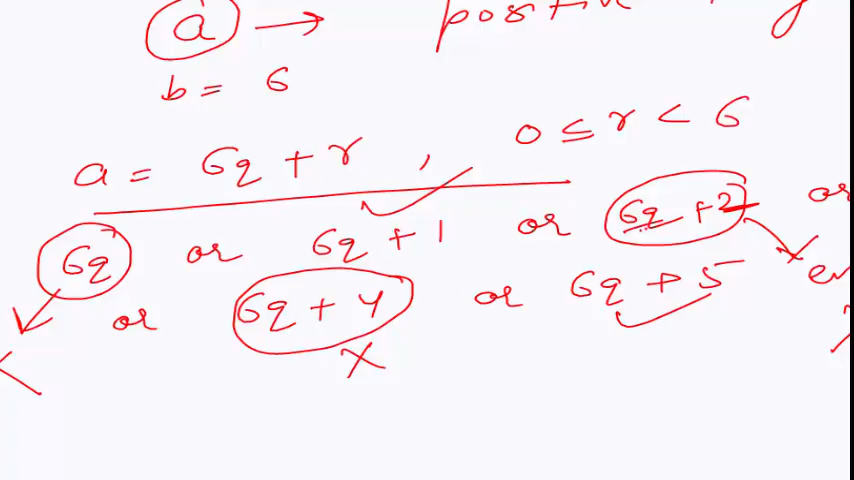 a → positive
b = 6
a = 6q + r , 0 ≤ r < 6
6q or 6q + 1 or 6q + 2 or
or 6q + 4 or 6q + 5